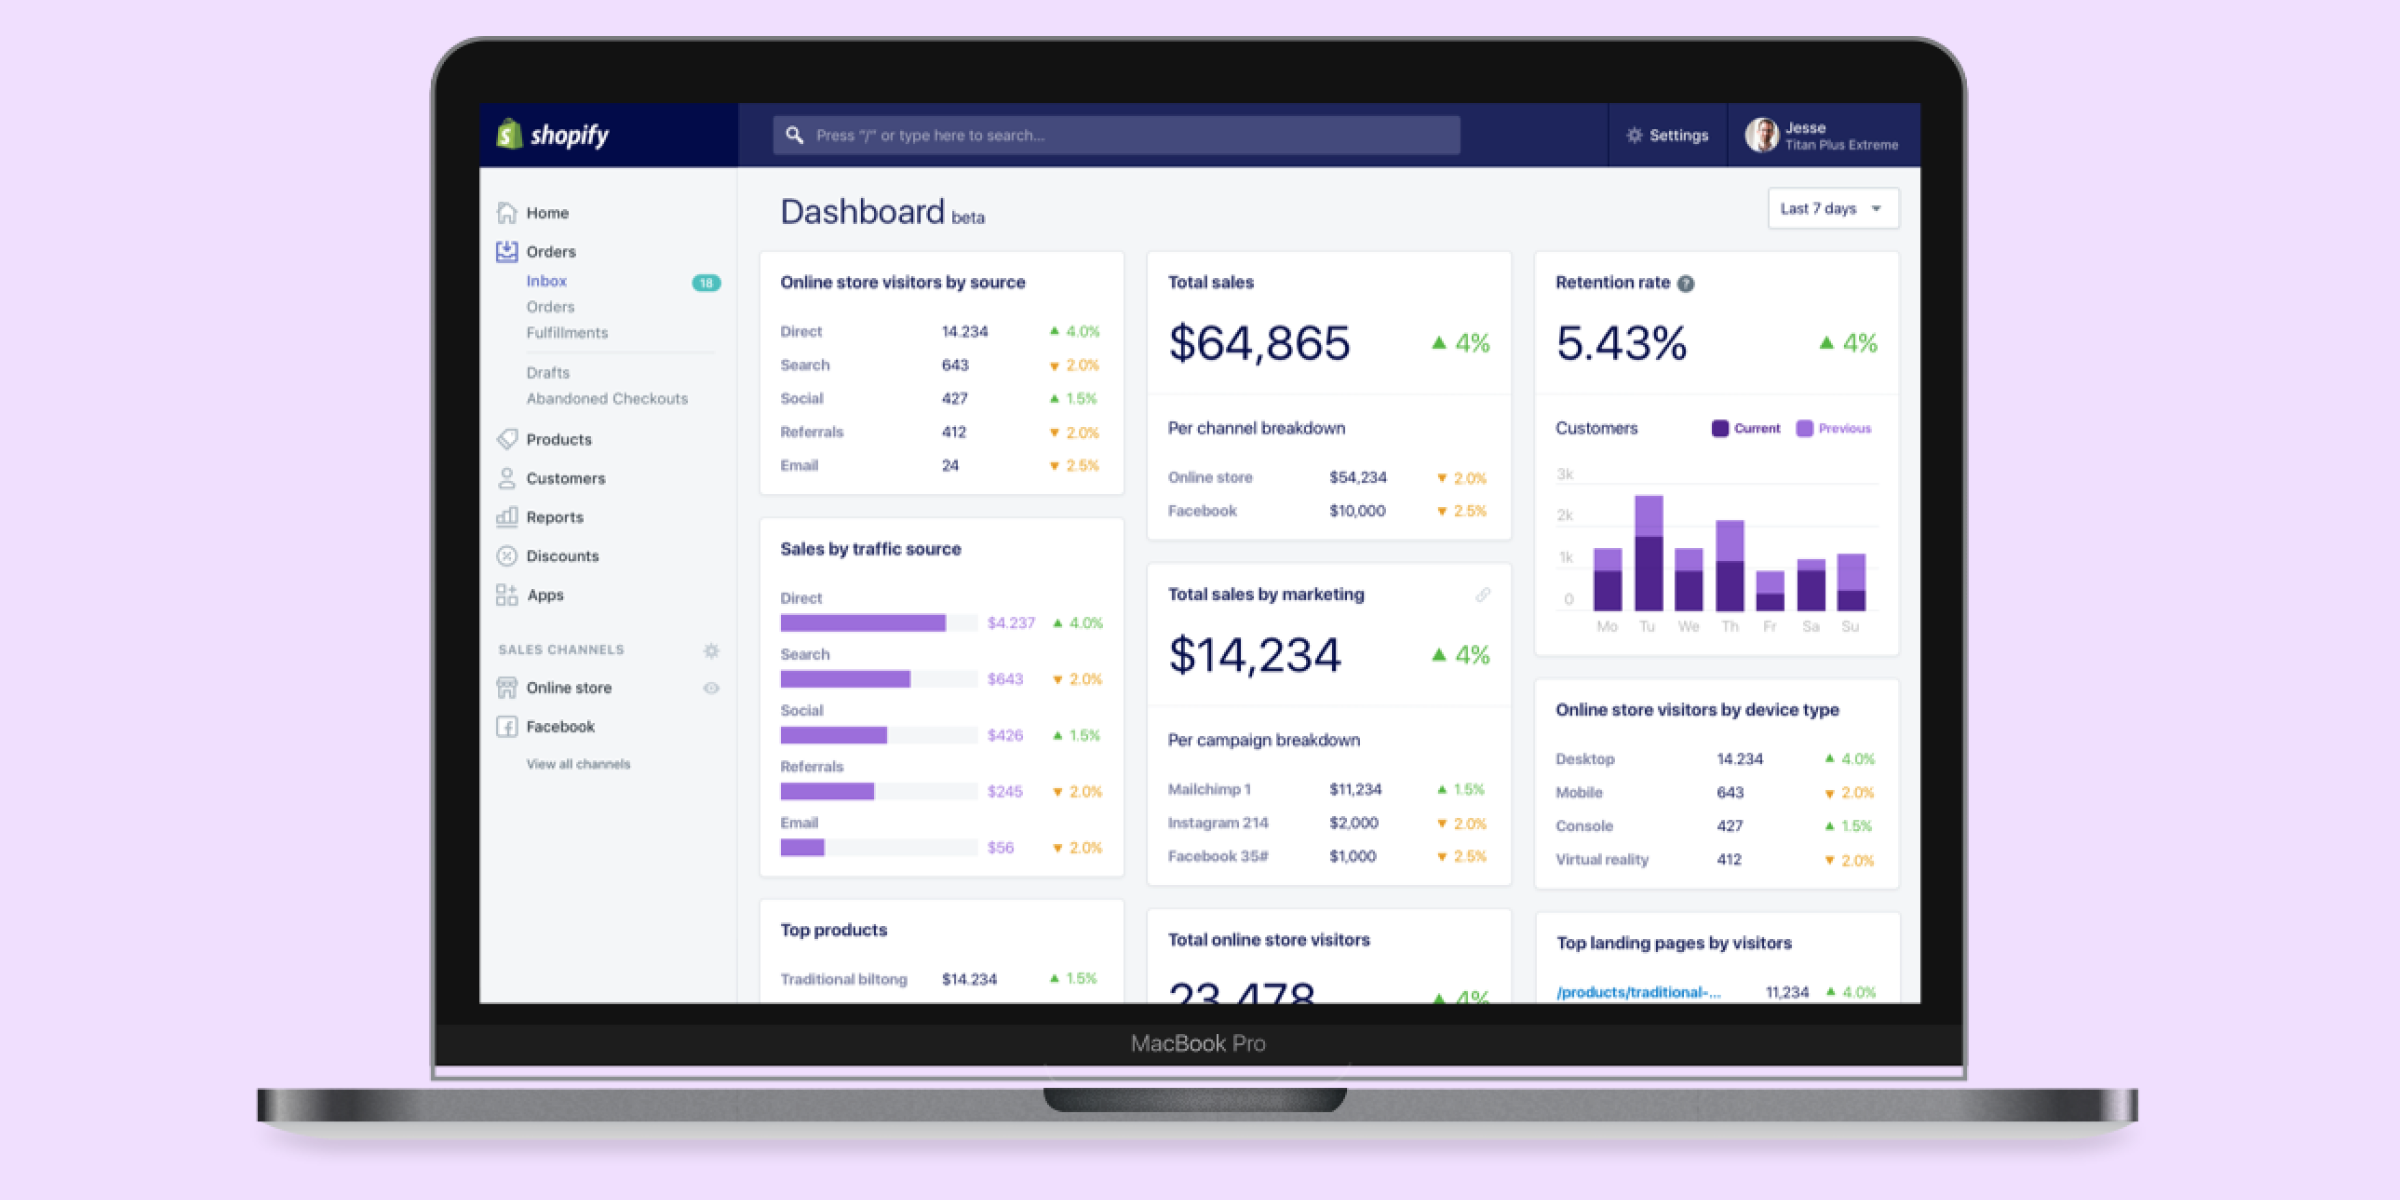 shopify
Press "/" or type here to search...
Settings
Jesse
Titan Plus Extreme
Home
Orders
Inbox 18
Orders
Fulfillments
Drafts
Abandoned Checkouts
Products
Customers
Reports
Discounts
Apps
SALES CHANNELS
Online store
Facebook
View all channels
Dashboard beta
Last 7 days
Online store visitors by source
Direct 14.234 4.0%
Search 643 2.0%
Social 427 1.5%
Referrals 412 2.0%
Email 24 2.5%
Sales by traffic source
Direct
$4.237 4.0%
Search
$643 2.0%
Social
$426 1.5%
Referrals
$245 2.0%
Email
$56 2.0%
Top products
Traditional biltong $14.234 1.5%
Total sales
$64,865 4%
Per channel breakdown
Online store $54,234 2.0%
Facebook $10,000 2.5%
Total sales by marketing
$14,234 4%
Per campaign breakdown
Mailchimp 1 $11,234 1.5%
Instagram 214 $2,000 2.0%
Facebook 35# $1,000 2.5%
Total online store visitors
23,478 4%
Retention rate ?
5.43% 4%
Customers Current Previous
3k
2k
1k
0
Mo Tu We Th Fr Sa Su
Online store visitors by device type
Desktop 14.234 4.0%
Mobile 643 2.0%
Console 427 1.5%
Virtual reality 412 2.0%
Top landing pages by visitors
/products/traditional-... 11,234 4.0%
MacBook Pro